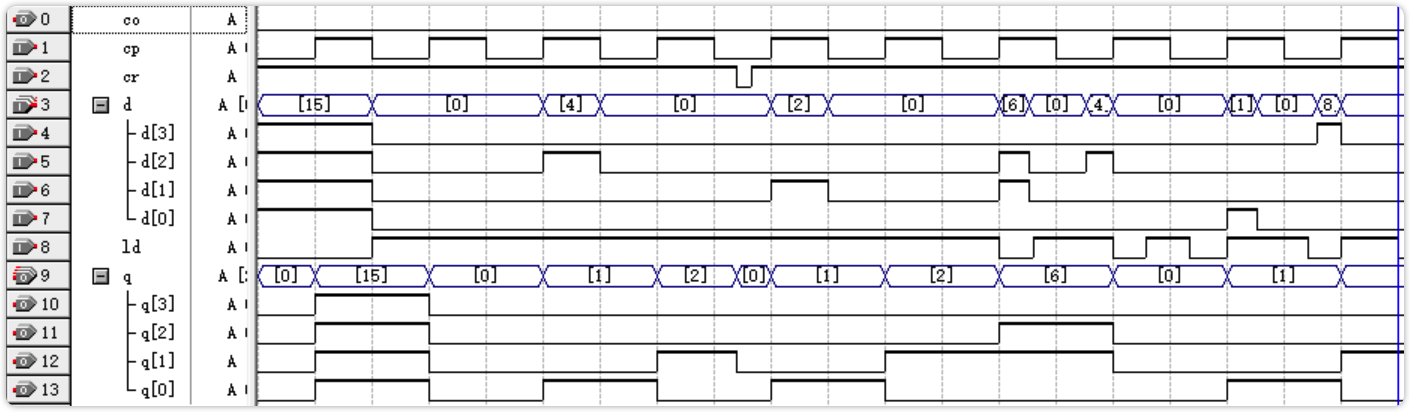 0 co A
1 cp A
2 cr A
3 d A [ [15] [0] [4] [0] [2] [0] [6] [0] 4. [0] [1] [0] 8.
4 d[3] A
5 d[2] A
6 d[1] A
7 d[0] A
8 ld A
9 q A [ [0] [15] [0] [1] [2] [0] [1] [2] [6] [0] [1]
10 q[3] A
11 q[2] A
12 q[1] A
13 q[0] A